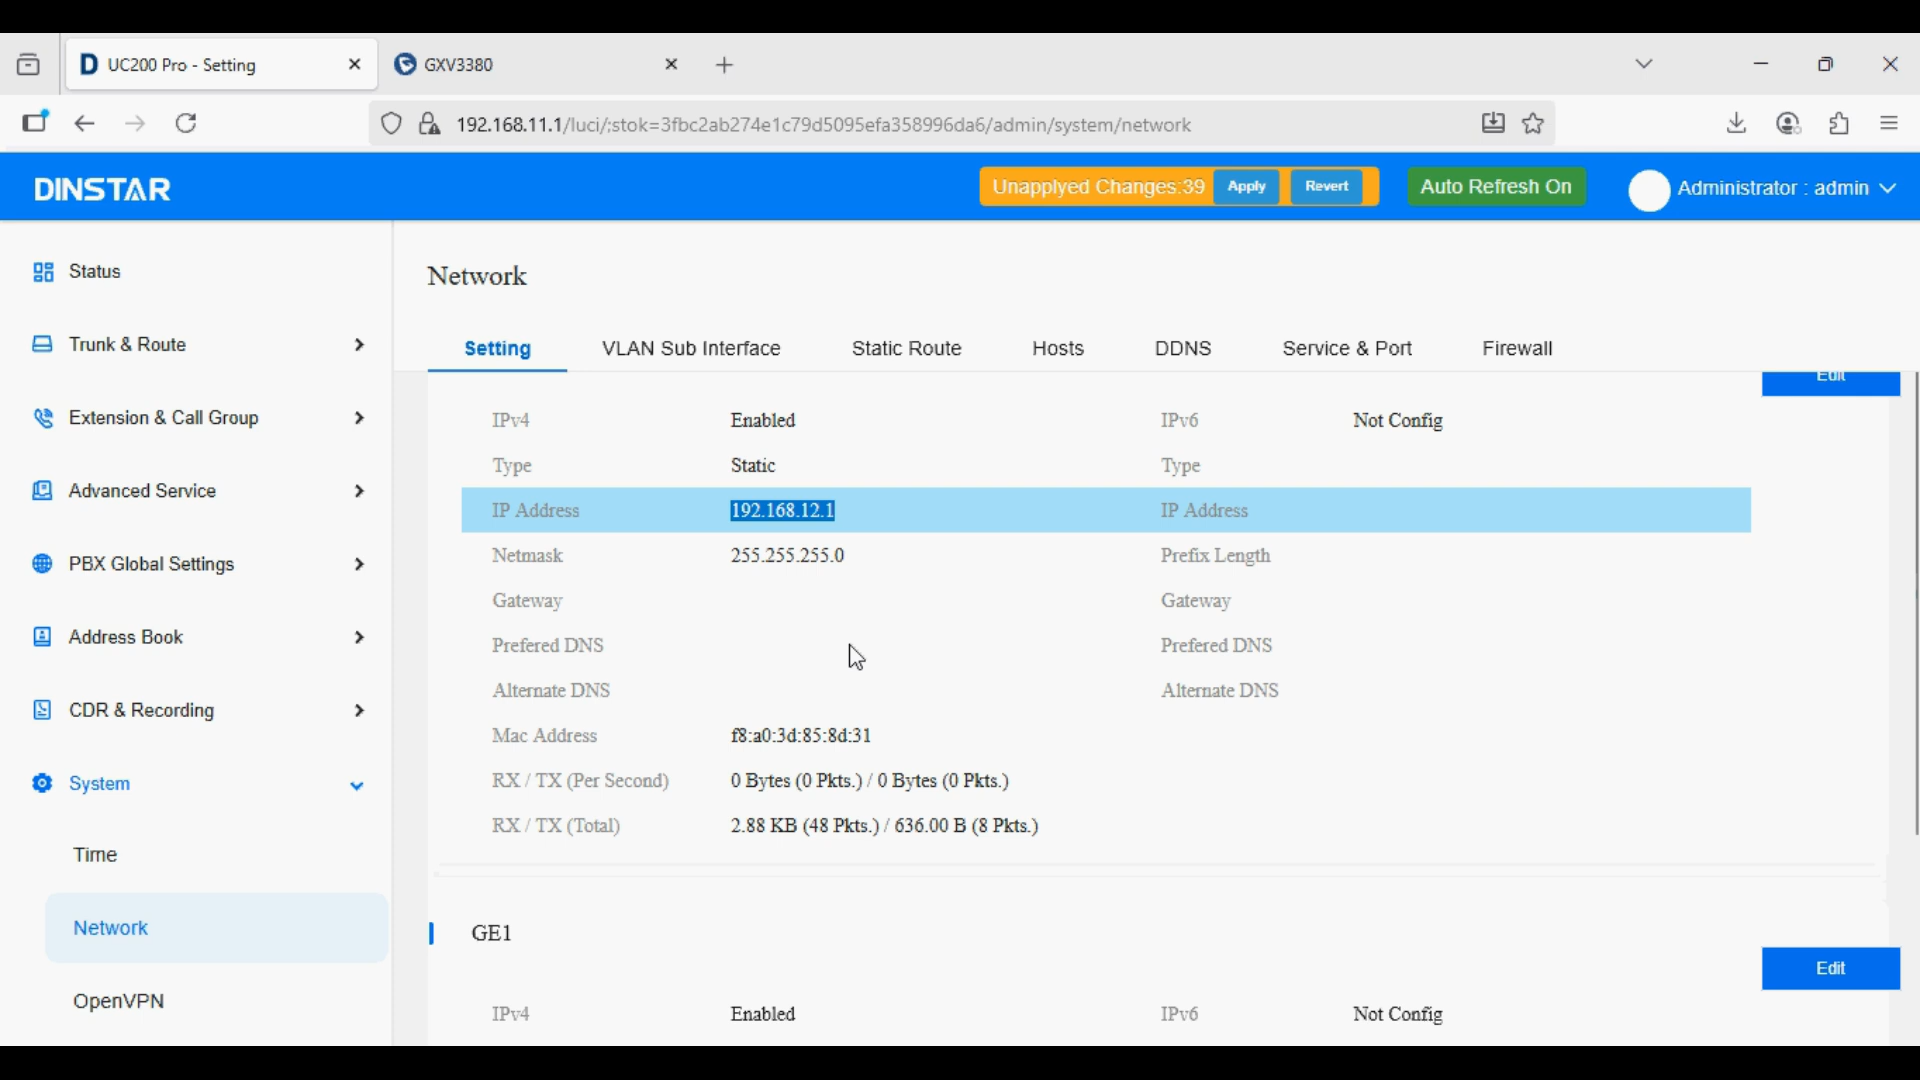 UC200 Pro - Setting
GXV3380
192.168.11.1/luci/;stok=3fbc2ab274e1c79d5095efa358996da6/admin/system/network
DINSTAR
Unapplyed Changes:39 Apply Revert Auto Refresh On Administrator : admin
Status
Trunk & Route
Extension & Call Group
Advanced Service
PBX Global Settings
Address Book
CDR & Recording
System
Time
Network
OpenVPN
Network
Setting VLAN Sub Interface Static Route Hosts DDNS Service & Port Firewall
Edit
IPv4 Enabled IPv6 Not Config
Type Static Type
IP Address 192.168.12.1 IP Address
Netmask 255.255.255.0 Prefix Length
Gateway Gateway
Prefered DNS Prefered DNS
Alternate DNS Alternate DNS
Mac Address f8:a0:3d:85:8d:31
RX / TX (Per Second) 0 Bytes (0 Pkts.) / 0 Bytes (0 Pkts.)
RX / TX (Total) 2.88 KB (48 Pkts.) / 636.00 B (8 Pkts.)
GE1
Edit
IPv4 Enabled IPv6 Not Config